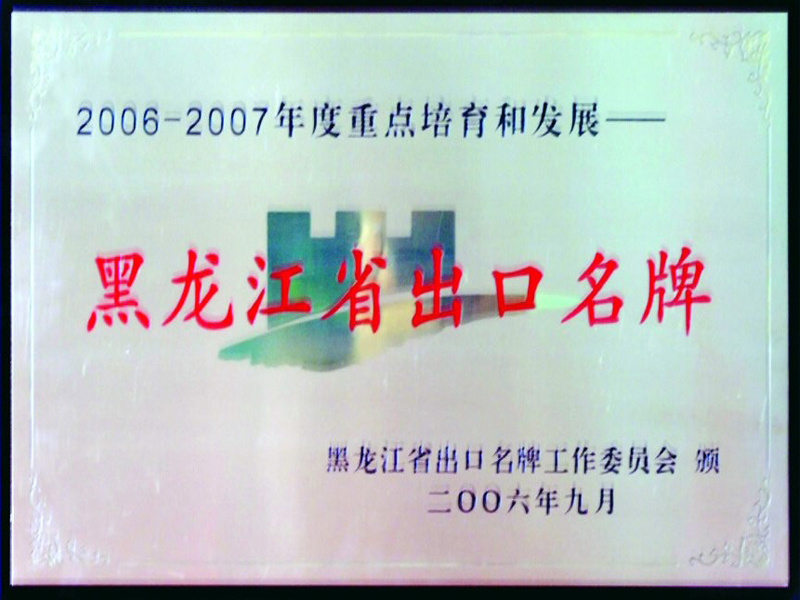 2006-2007年度重点培育和发展——
黑龙江省出口名牌
黑龙江省出口名牌工作委员会 颁
二〇〇六年九月